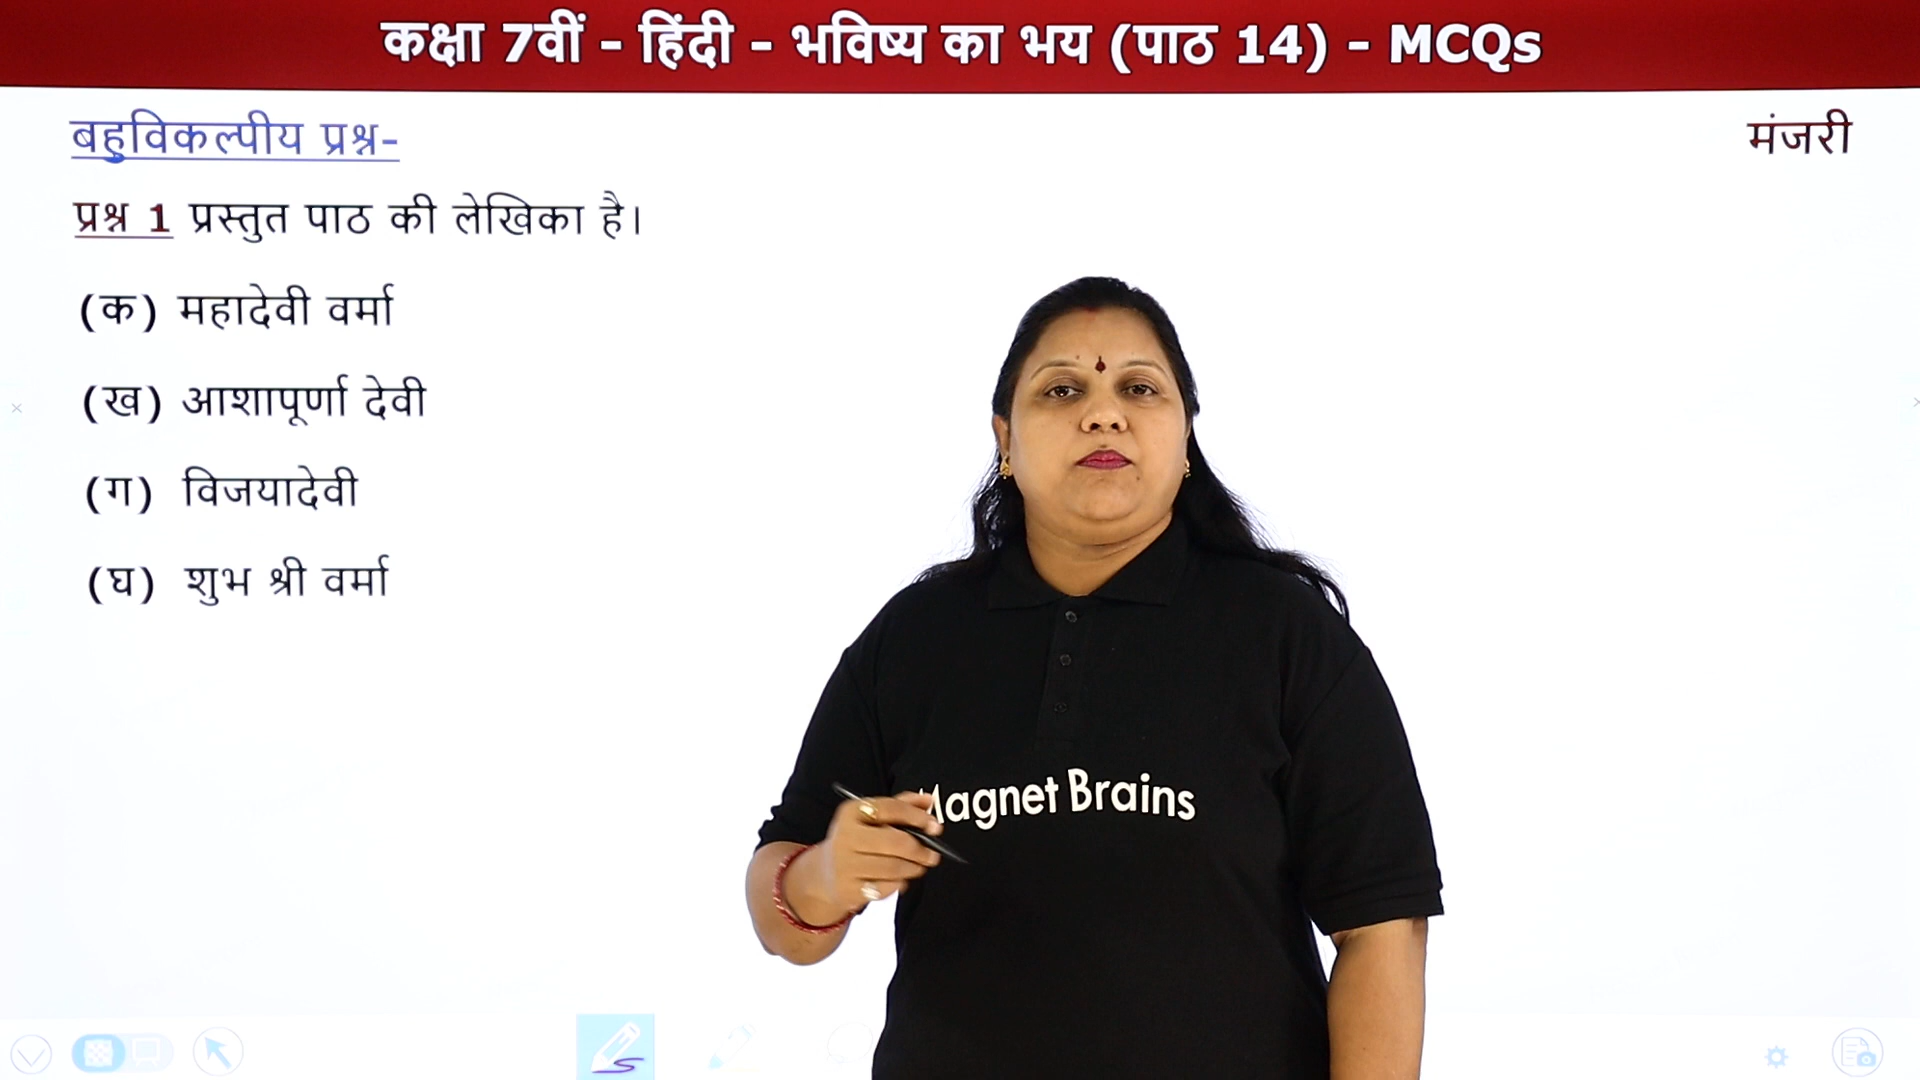 कक्षा 7वीं - हिंदी - भविष्य का भय (पाठ 14) - MCQs
बहुविकल्पीय प्रश्न-
मंजरी
प्रश्न 1 प्रस्तुत पाठ की लेखिका है।
(क) महादेवी वर्मा
(ख) आशापूर्णा देवी
(ग) विजयादेवी
(घ) शुभ श्री वर्मा
Magnet Brains